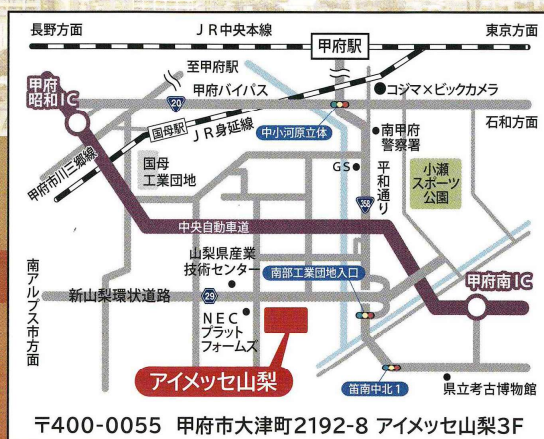 長野方面
JR中央本線
東京方面
甲府駅
至甲府駅
コジマ×ビックカメラ
甲府
昭和IC
20
甲府バイパス
石和方面
国母駅
JR身延線
中小河原立体
南甲府
警察署
甲府市川三郷線
国母
工業団地
GS
平和通り
小瀬
スポーツ
公園
358
中央自動車道
山梨県産業
技術センター
南部工業団地入口
甲府南IC
南アルプス市方面
新山梨環状道路
29
NEC
プラット
フォームズ
アイメッセ山梨
笛南中北1
県立考古博物館
〒400-0055 甲府市大津町2192-8 アイメッセ山梨3F